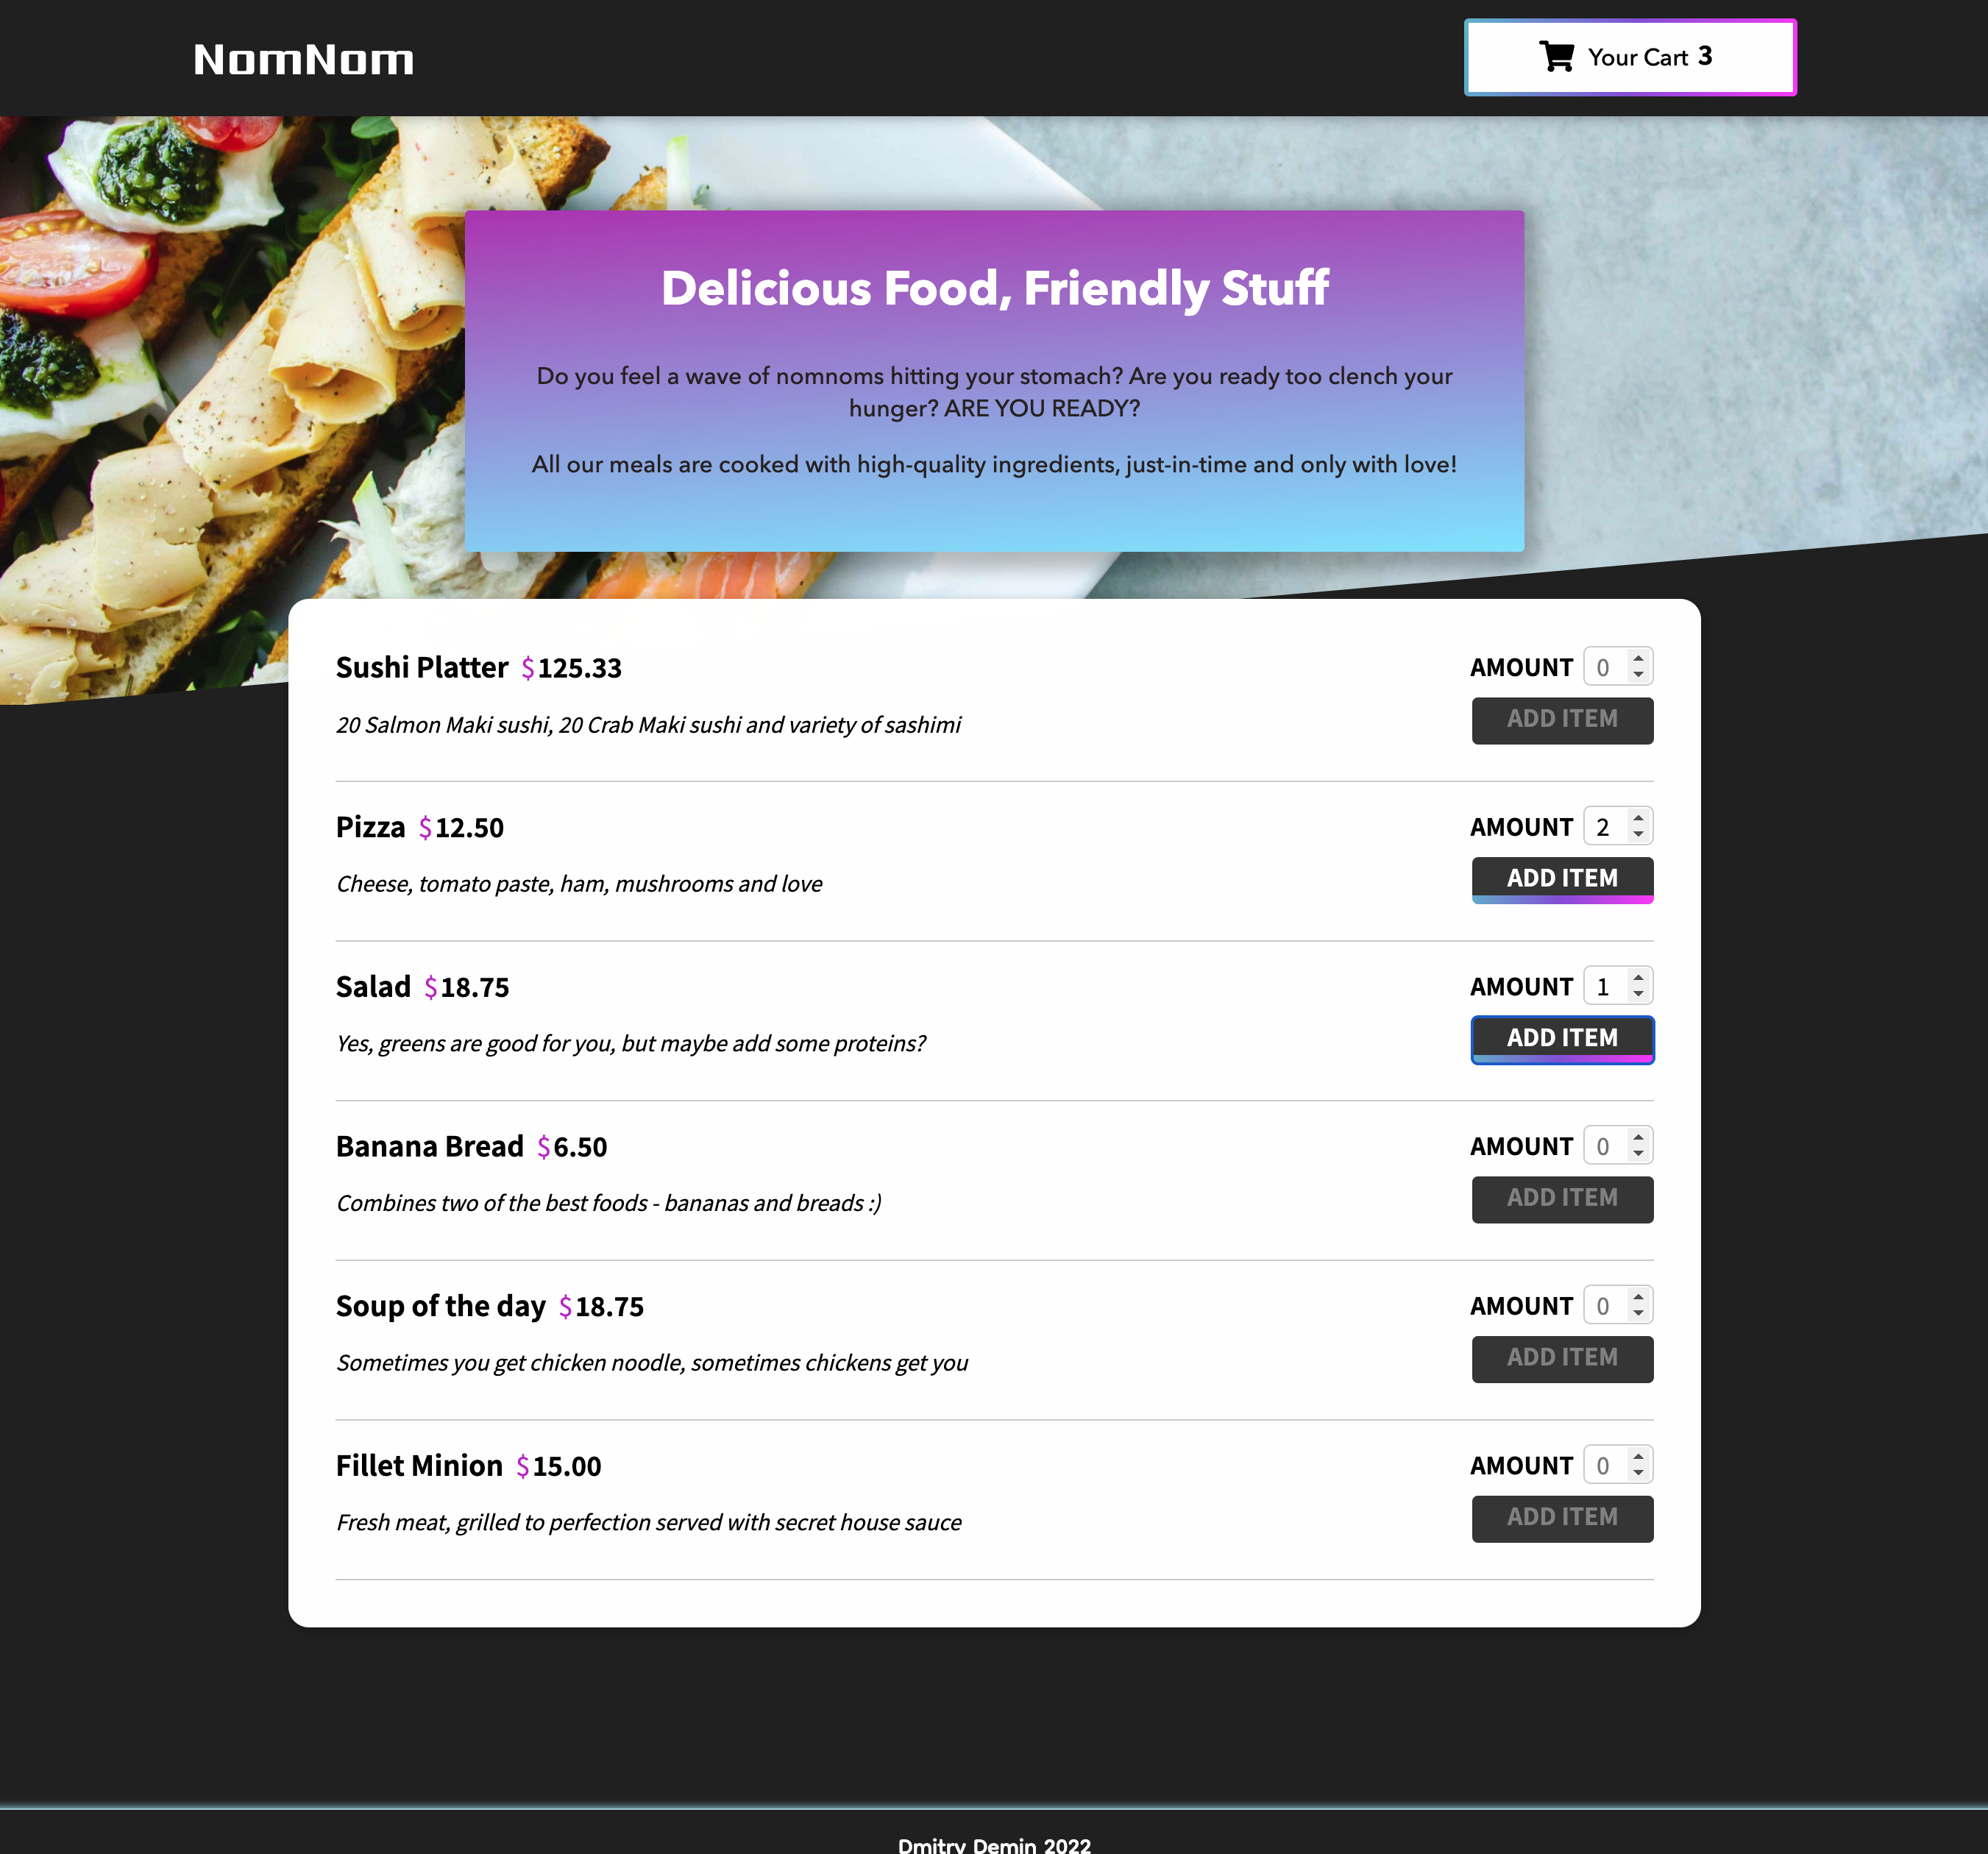 NomNom
Your Cart 3
Delicious Food, Friendly Stuff
Do you feel a wave of nomnoms hitting your stomach? Are you ready too clench your
hunger? ARE YOU READY?
All our meals are cooked with high-quality ingredients, just-in-time and only with love!
Sushi Platter $125.33
AMOUNT 0
20 Salmon Maki sushi, 20 Crab Maki sushi and variety of sashimi
ADD ITEM
Pizza $12.50
AMOUNT 2
Cheese, tomato paste, ham, mushrooms and love
ADD ITEM
Salad $18.75
AMOUNT 1
Yes, greens are good for you, but maybe add some proteins?
ADD ITEM
Banana Bread $6.50
AMOUNT 0
Combines two of the best foods - bananas and breads :)
ADD ITEM
Soup of the day $18.75
AMOUNT 0
Sometimes you get chicken noodle, sometimes chickens get you
ADD ITEM
Fillet Minion $15.00
AMOUNT 0
Fresh meat, grilled to perfection served with secret house sauce
ADD ITEM
Dmitry Demin 2022